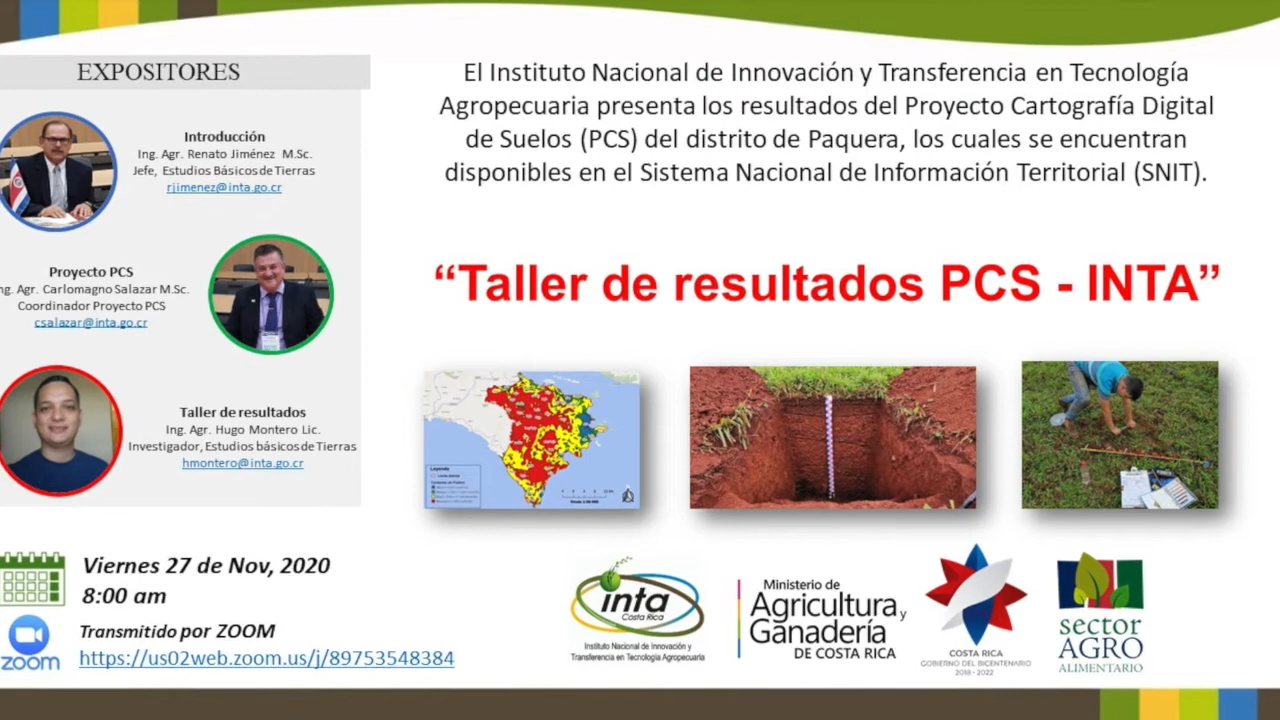 EXPOSITORES
Introducción
Ing. Agr. Renato Jiménez M.Sc.
Jefe, Estudios Básicos de Tierras
rjimenez@inta.go.cr
Proyecto PCS
ng. Agr. Carlomagno Salazar M.Sc.
Coordinador Proyecto PCS
csalazar@inta.go.cr
Taller de resultados
Ing. Agr. Hugo Montero Lic.
Investigador, Estudios básicos de Tierras
hmontero@inta.go.cr
El Instituto Nacional de Innovación y Transferencia en Tecnología
Agropecuaria presenta los resultados del Proyecto Cartografía Digital
de Suelos (PCS) del distrito de Paquera, los cuales se encuentran
disponibles en el Sistema Nacional de Información Territorial (SNIT).
“Taller de resultados PCS - INTA”
Leyenda
Viernes 27 de Nov, 2020
8:00 am
Transmitido por ZOOM
zoom
https://us02web.zoom.us/j/89753548384
inta
Costa Rica
Instituto Nacional de Innovación y
Transferencia en Tecnología Agropecuaria
Ministerio de
Agricultura y
Ganadería
DE COSTA RICA
COSTA RICA
GOBIERNO DEL BICENTENARIO
2018 - 2022
sector
AGRO
ALIMENTARIO